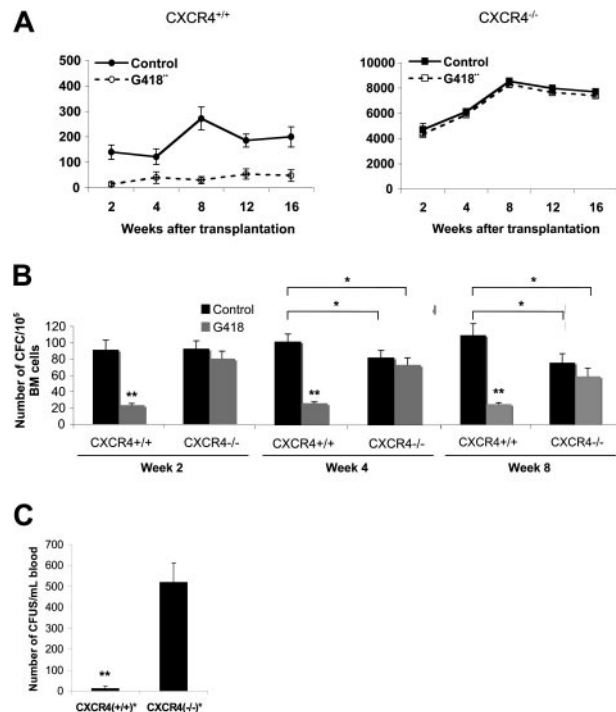 A
CXCR4+/+
CXCR4-/-
Control
G418¨
500
400
300
200
100
0
2 4 8 12 16
Weeks after transplantation
Control
G418¨
10000
8000
6000
4000
2000
0
2 4 8 12 16
Weeks after transplantation
B
Number of CFC/10⁵
BM cells
Control
G418
120
100
80
60
40
20
0
* *
* *
** ** **
CXCR4+/+ CXCR4-/- CXCR4+/+ CXCR4-/- CXCR4+/+ CXCR4-/-
Week 2 Week 4 Week 8
C
Number of CFUS/mL blood
700
600
500
400
300
200
100
0
**
CXCR4(+/+)* CXCR4(-/-)*